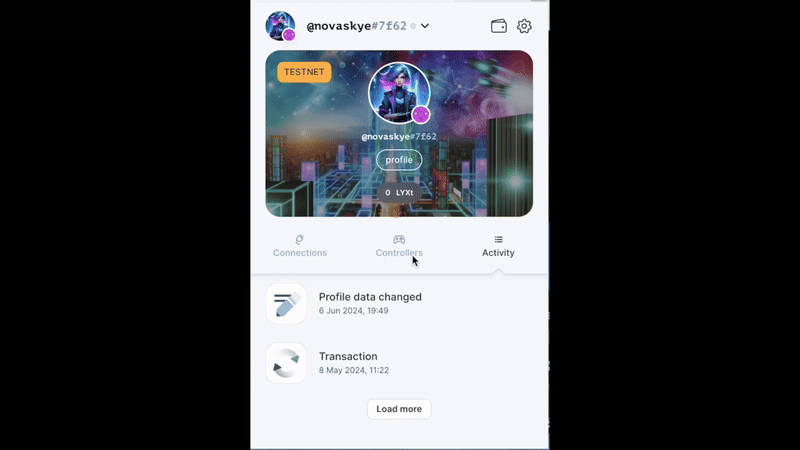 @novaskye#7f62
TESTNET
@novaskye#7f62
profile
0 LYXt
Connections
Controllers
Activity
Profile data changed
6 Jun 2024, 19:49
Transaction
8 May 2024, 11:22
Load more